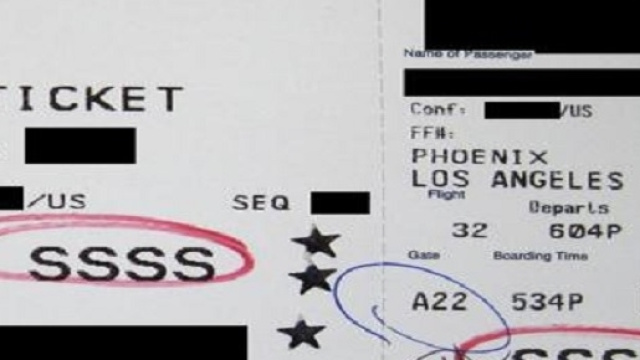 TICKET
/US
SEQ
SSSS
Name of Passenger
Conf: /US
FF#:
PHOENIX
LOS ANGELES
Flight
Departs
32 604P
Gate Boarding Time
A22 534P
SSSS